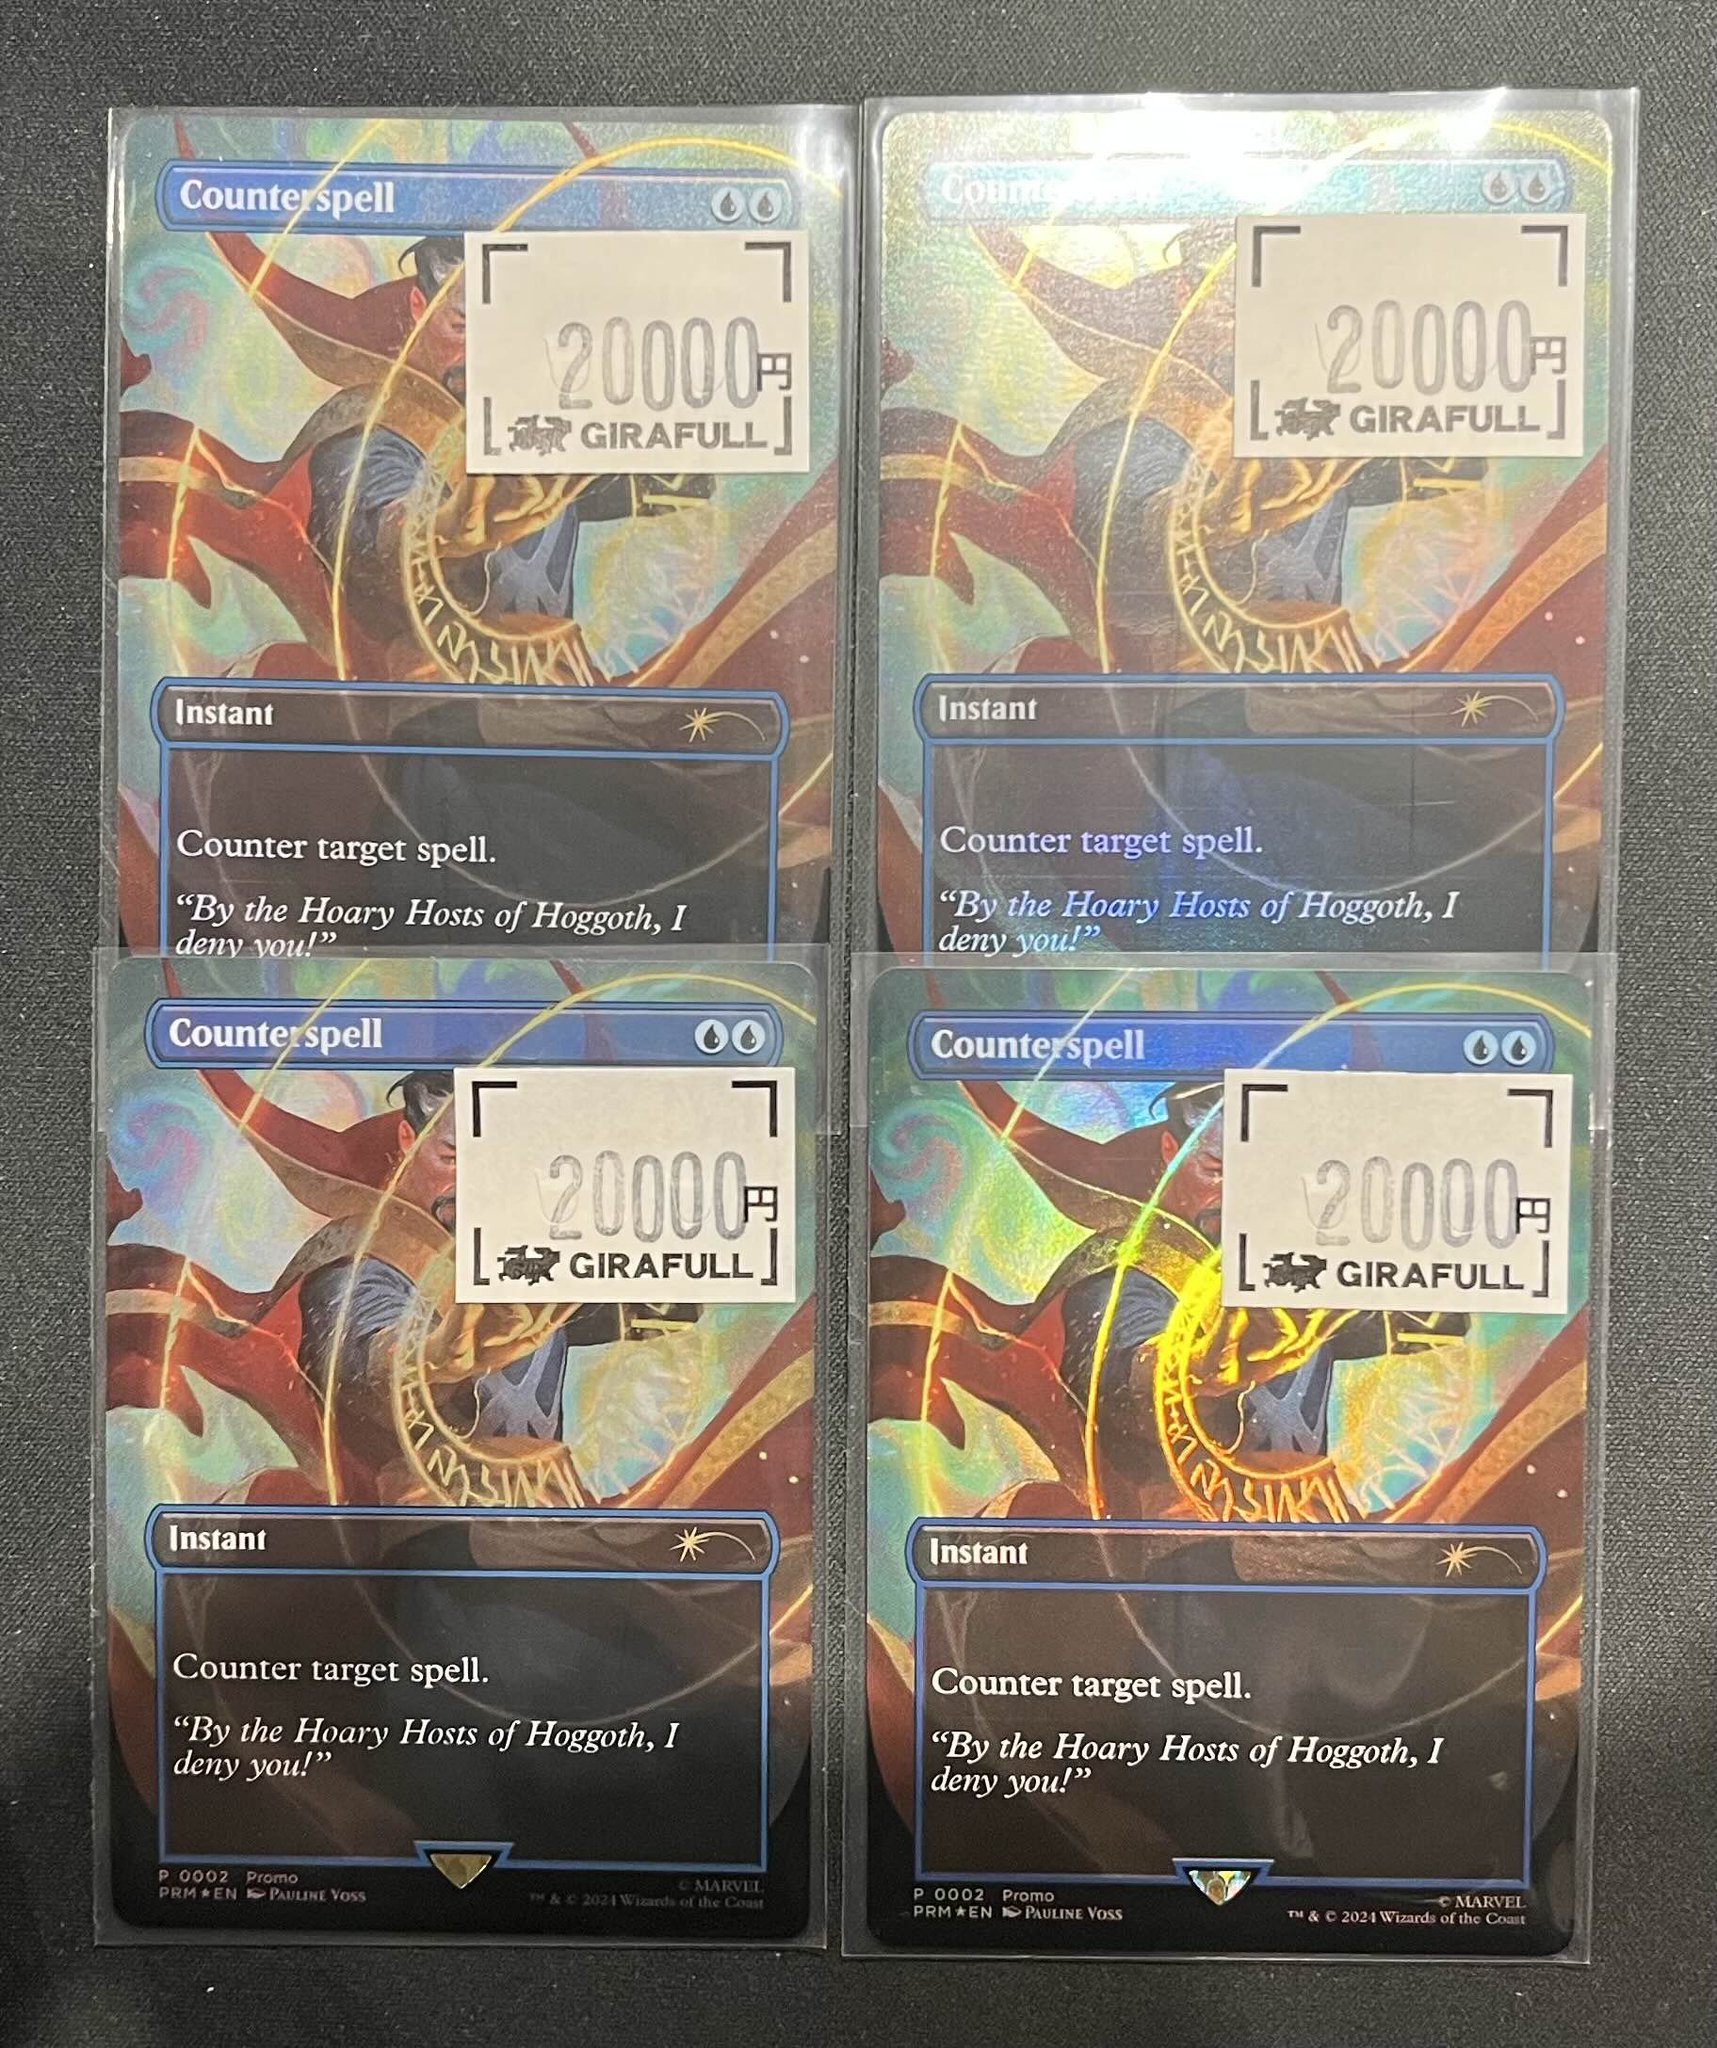 Counterspell
20000円
GIRAFULL
Instant
Counter target spell.
“By the Hoary Hosts of Hoggoth, I
deny you!”
Counterspell
20000円
GIRAFULL
Instant
Counter target spell.
“By the Hoary Hosts of Hoggoth, I
deny you!”
Counterspell
20000円
GIRAFULL
Instant
Counter target spell.
“By the Hoary Hosts of Hoggoth, I
deny you!”
P 0002 Promo
PRM★EN PAULINE VOSS
© MARVEL
™ & © 2024 Wizards of the Coast
Counterspell
20000円
GIRAFULL
Instant
Counter target spell.
“By the Hoary Hosts of Hoggoth, I
deny you!”
P 0002 Promo
PRM★EN PAULINE VOSS
© MARVEL
™ & © 2024 Wizards of the Coast